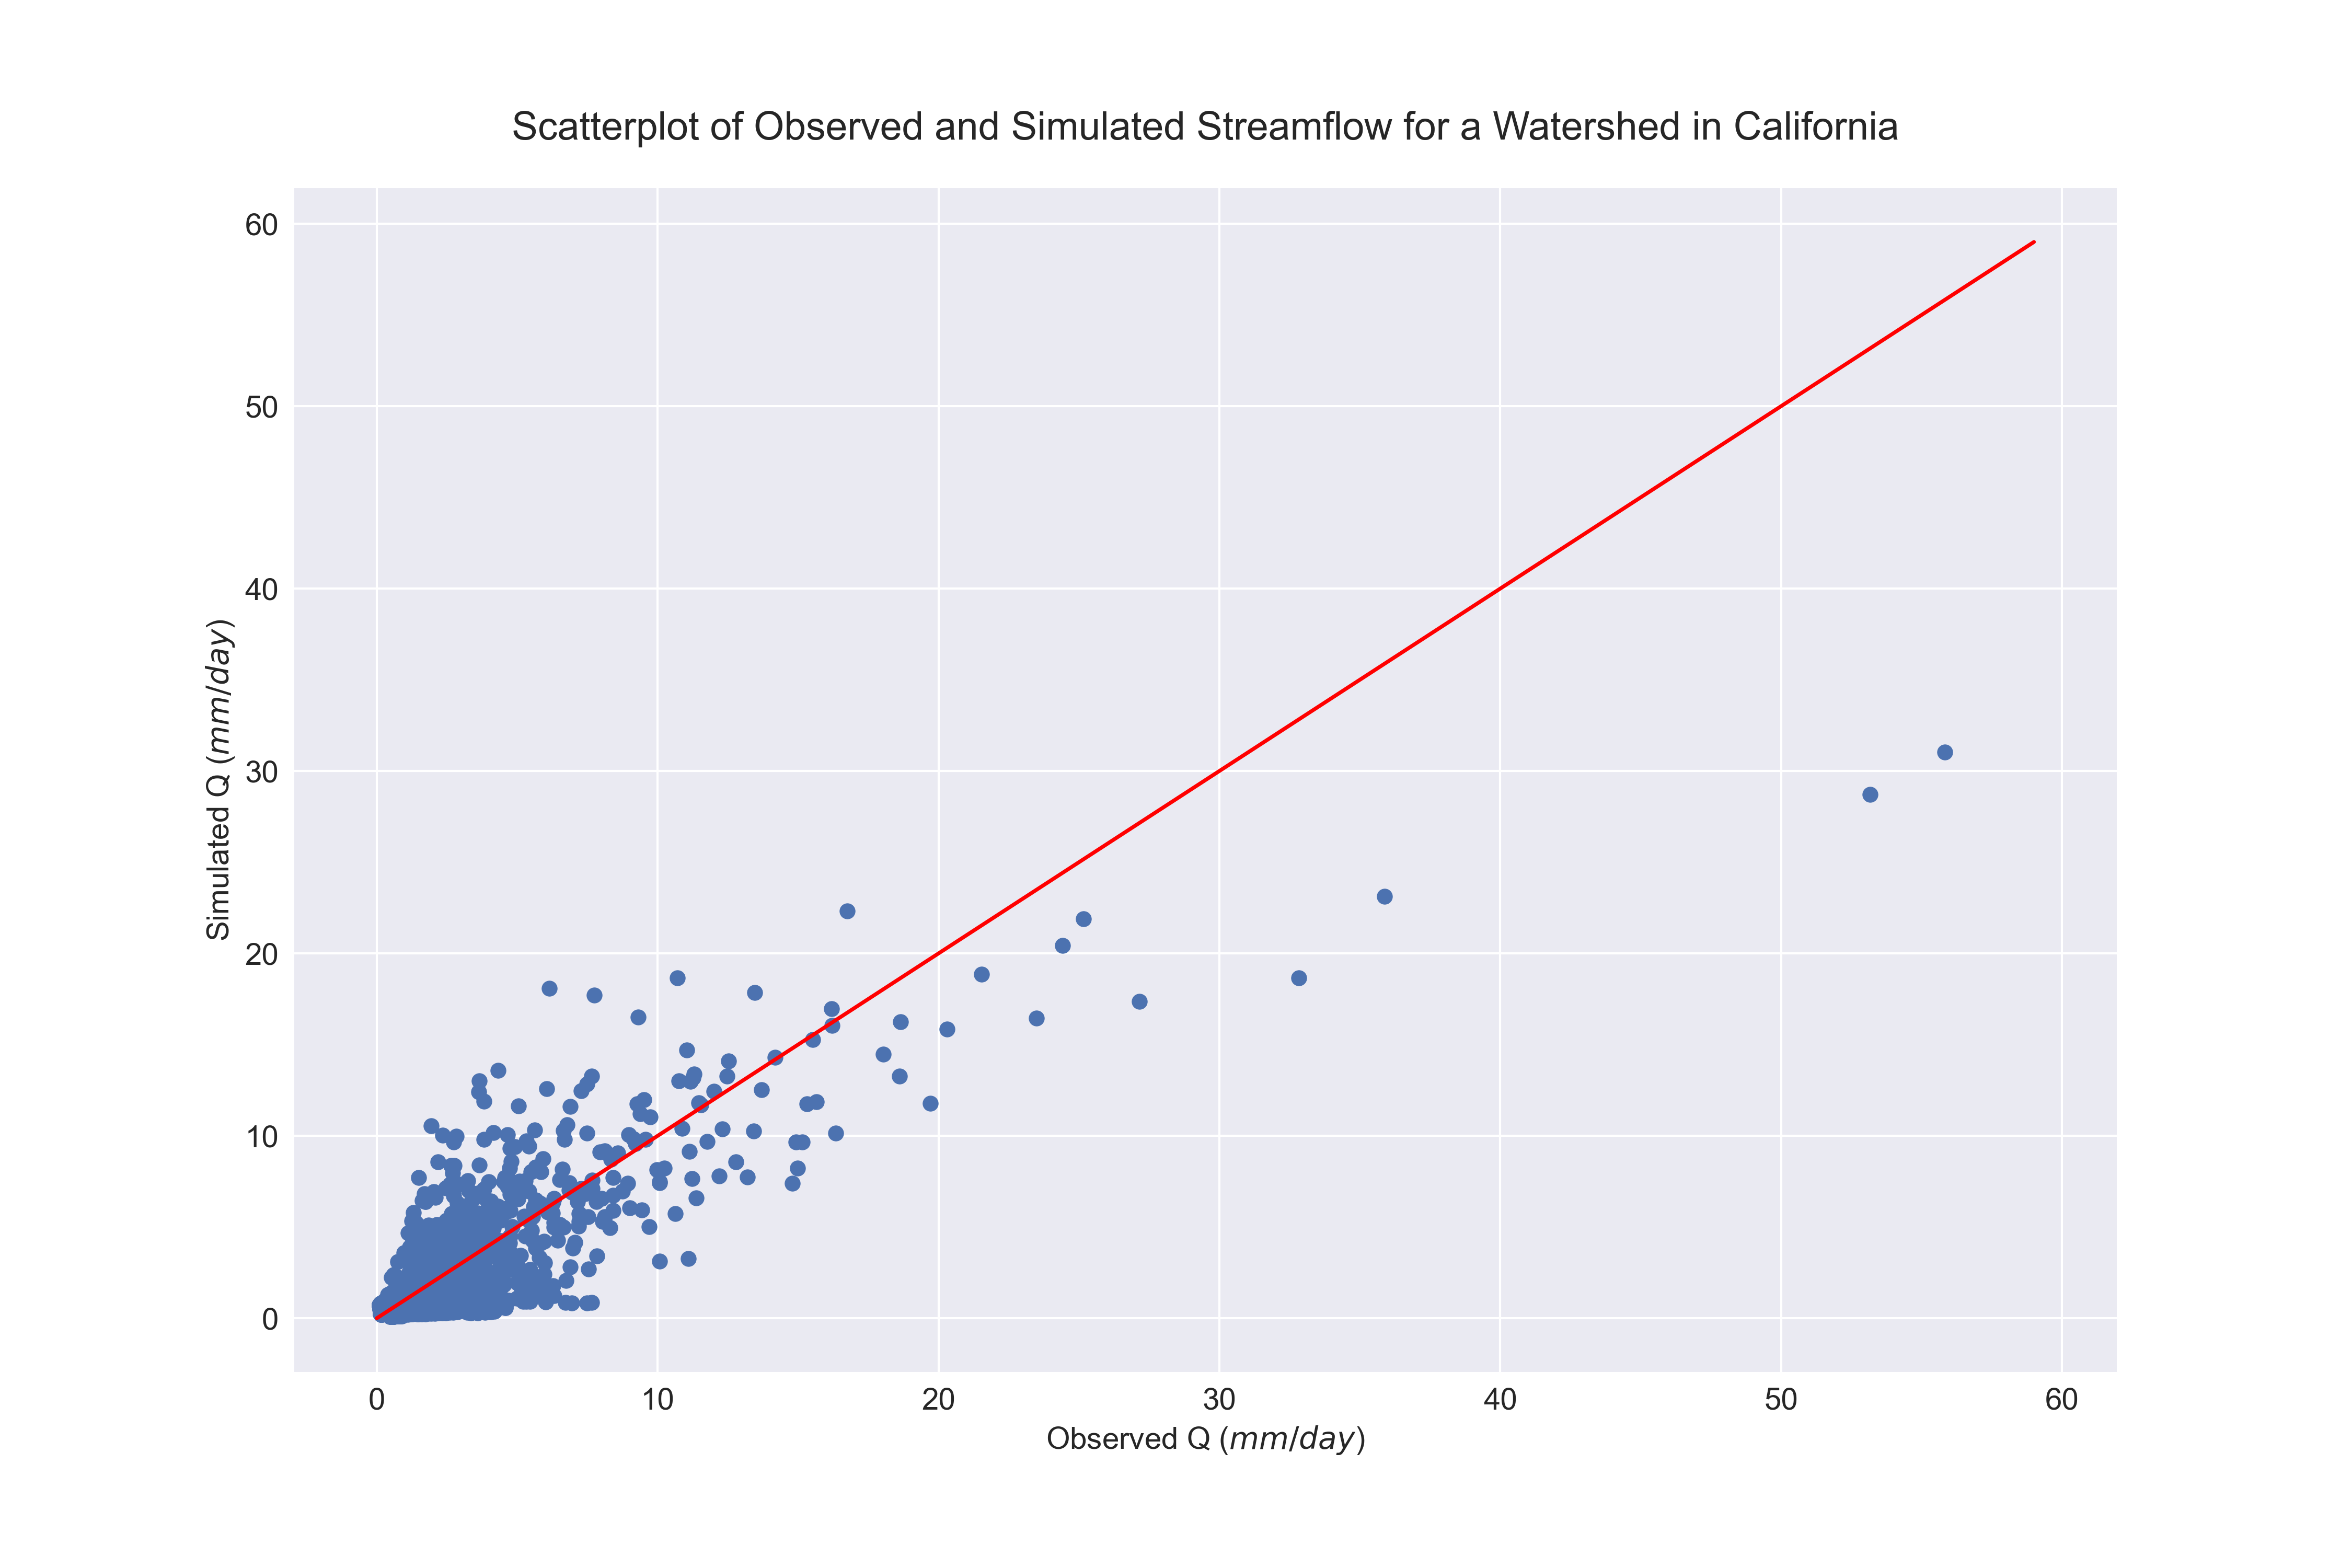 Scatterplot of Observed and Simulated Streamflow for a Watershed in California
60
50
40
30
20
10
0
Simulated Q (mm/day)
0 10 20 30 40 50 60
Observed Q (mm/day)